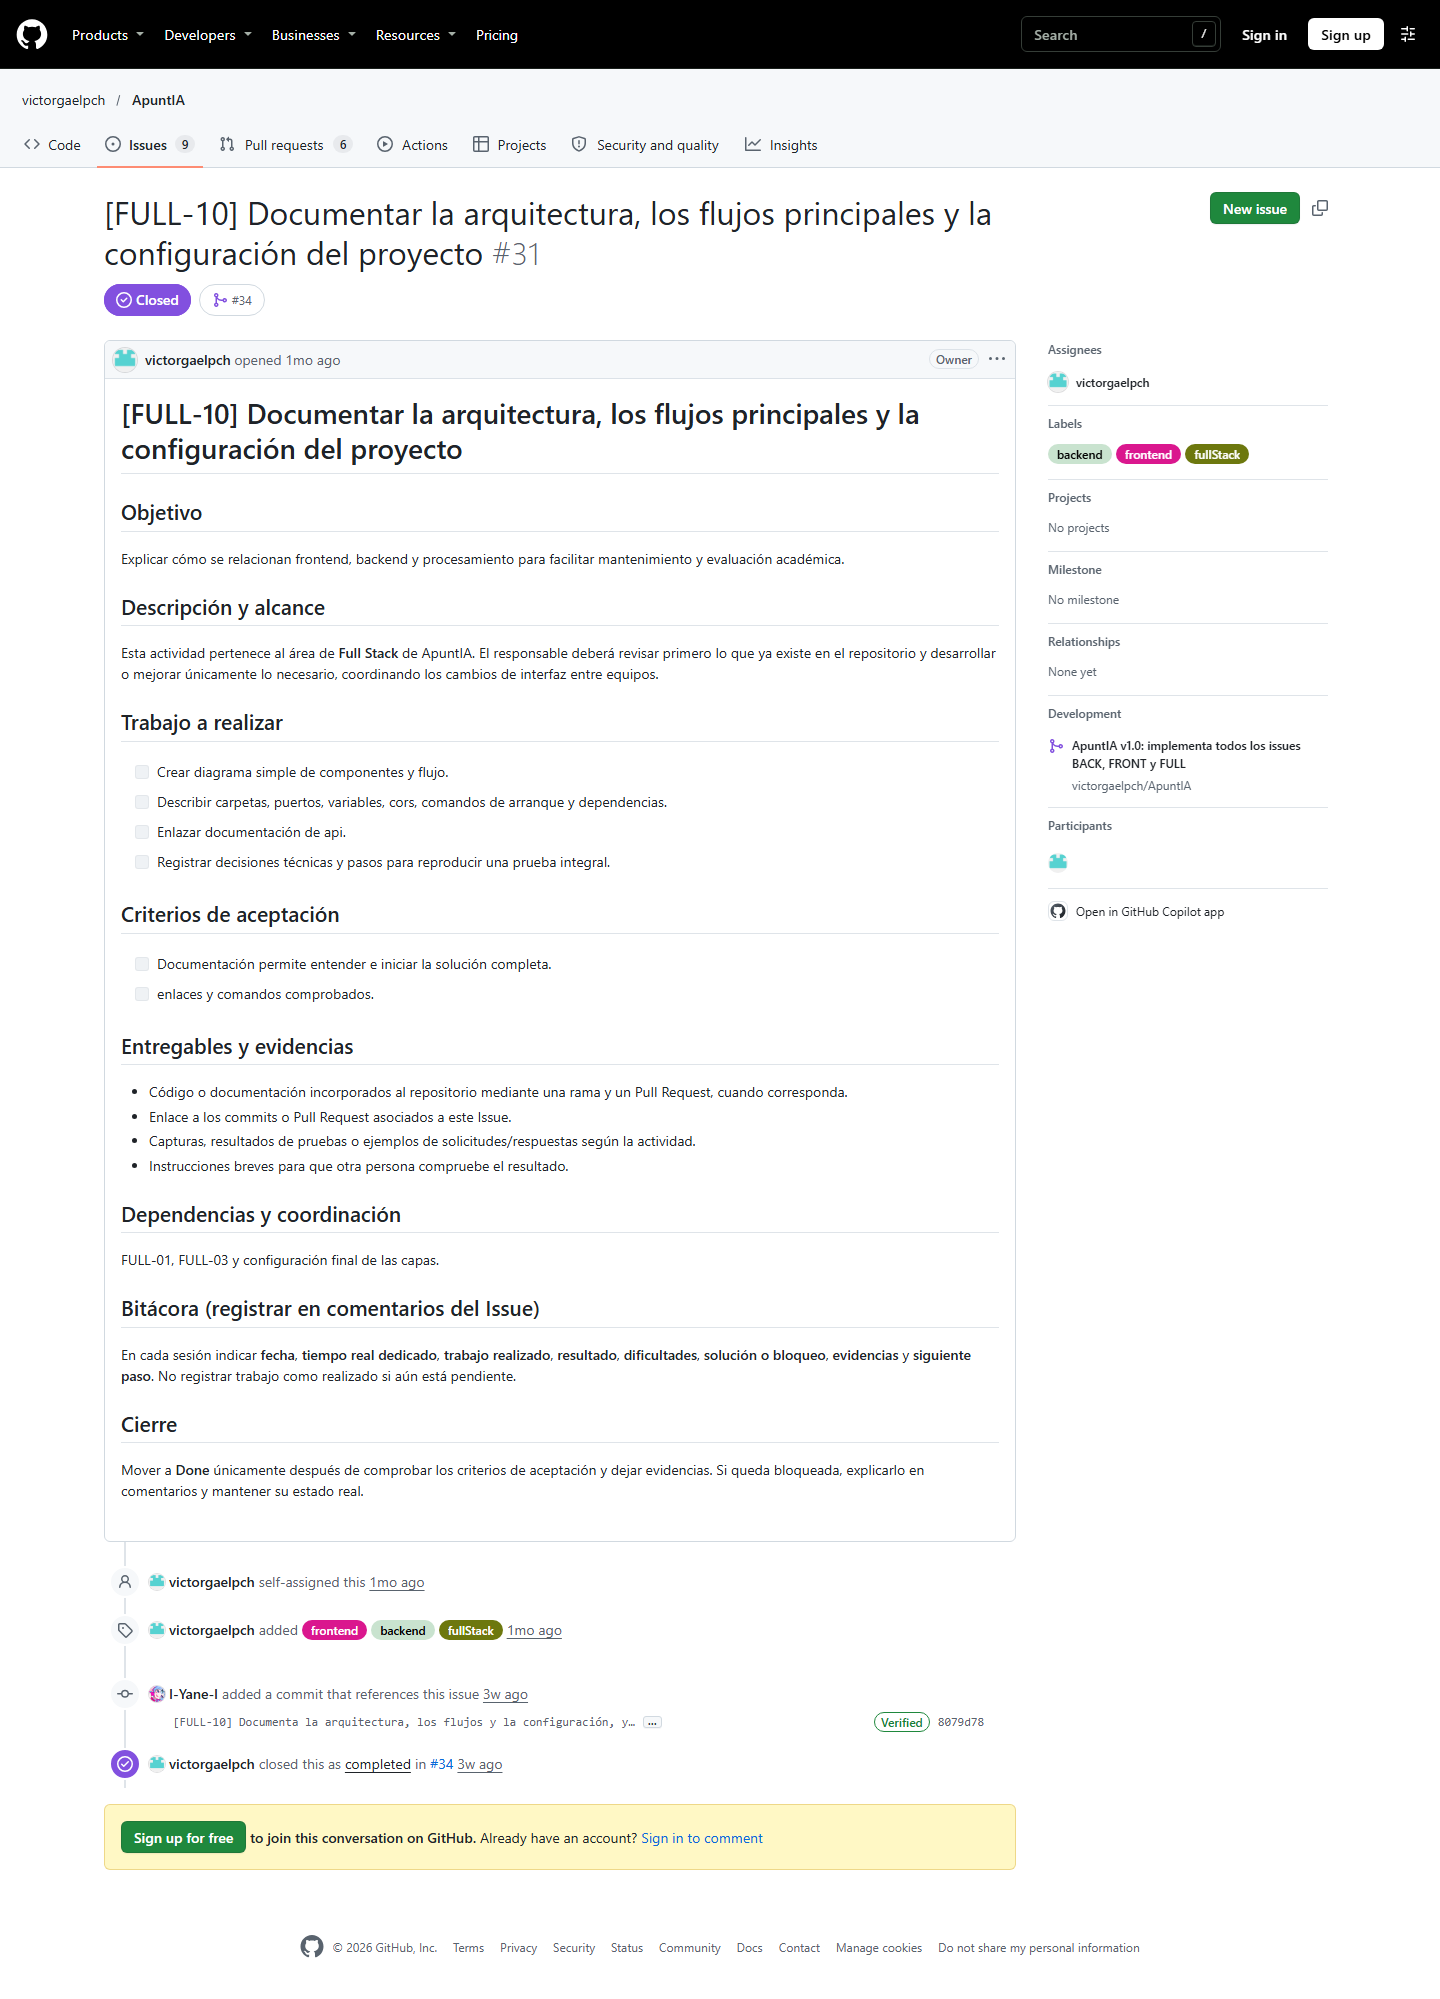 Products Developers Businesses Resources Pricing Search / Sign in Sign up
victorgaelpch / ApuntIA
Code Issues 9 Pull requests 6 Actions Projects Security and quality Insights
[FULL-10] Documentar la arquitectura, los flujos principales y la
configuración del proyecto #31
New issue
Closed #34
victorgaelpch opened 1mo ago Owner
[FULL-10] Documentar la arquitectura, los flujos principales y la
configuración del proyecto
Objetivo
Explicar cómo se relacionan frontend, backend y procesamiento para facilitar mantenimiento y evaluación académica.
Descripción y alcance
Esta actividad pertenece al área de Full Stack de ApuntIA. El responsable deberá revisar primero lo que ya existe en el repositorio y desarrollar
o mejorar únicamente lo necesario, coordinando los cambios de interfaz entre equipos.
Trabajo a realizar
Crear diagrama simple de componentes y flujo.
Describir carpetas, puertos, variables, cors, comandos de arranque y dependencias.
Enlazar documentación de api.
Registrar decisiones técnicas y pasos para reproducir una prueba integral.
Criterios de aceptación
Documentación permite entender e iniciar la solución completa.
enlaces y comandos comprobados.
Entregables y evidencias
Código o documentación incorporados al repositorio mediante una rama y un Pull Request, cuando corresponda.
Enlace a los commits o Pull Request asociados a este Issue.
Capturas, resultados de pruebas o ejemplos de solicitudes/respuestas según la actividad.
Instrucciones breves para que otra persona compruebe el resultado.
Dependencias y coordinación
FULL-01, FULL-03 y configuración final de las capas.
Bitácora (registrar en comentarios del Issue)
En cada sesión indicar fecha, tiempo real dedicado, trabajo realizado, resultado, dificultades, solución o bloqueo, evidencias y siguiente
paso. No registrar trabajo como realizado si aún está pendiente.
Cierre
Mover a Done únicamente después de comprobar los criterios de aceptación y dejar evidencias. Si queda bloqueada, explicarlo en
comentarios y mantener su estado real.
victorgaelpch self-assigned this 1mo ago
victorgaelpch added frontend backend fullStack 1mo ago
I-Yane-I added a commit that references this issue 3w ago
[FULL-10] Documenta la arquitectura, los flujos y la configuración, y… ... Verified 8079d78
victorgaelpch closed this as completed in #34 3w ago
Sign up for free to join this conversation on GitHub. Already have an account? Sign in to comment
Assignees
victorgaelpch
Labels
backend frontend fullStack
Projects
No projects
Milestone
No milestone
Relationships
None yet
Development
ApuntIA v1.0: implementa todos los issues
BACK, FRONT y FULL
victorgaelpch/ApuntIA
Participants
Open in GitHub Copilot app
© 2026 GitHub, Inc. Terms Privacy Security Status Community Docs Contact Manage cookies Do not share my personal information